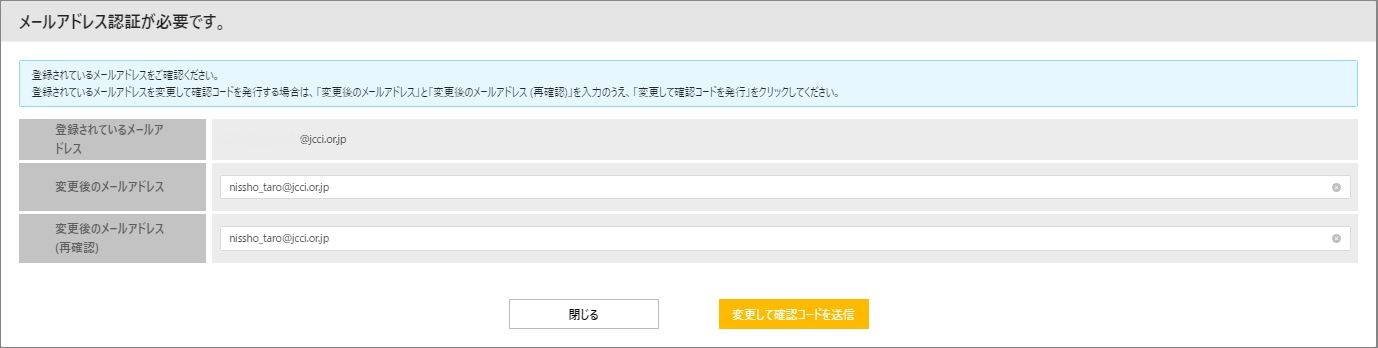 メールアドレス認証が必要です。
登録されているメールアドレスをご確認ください。
登録されているメールアドレスを変更して確認コードを発行する場合は、「変更後のメールアドレス」と「変更後のメールアドレス (再確認)」を入力のうえ、「変更して確認コードを発行」をクリックしてください。
登録されているメールア
ドレス
@jcci.or.jp
変更後のメールアドレス
nissho_taro@jcci.or.jp
変更後のメールアドレス
(再確認)
nissho_taro@jcci.or.jp
閉じる
変更して確認コードを送信